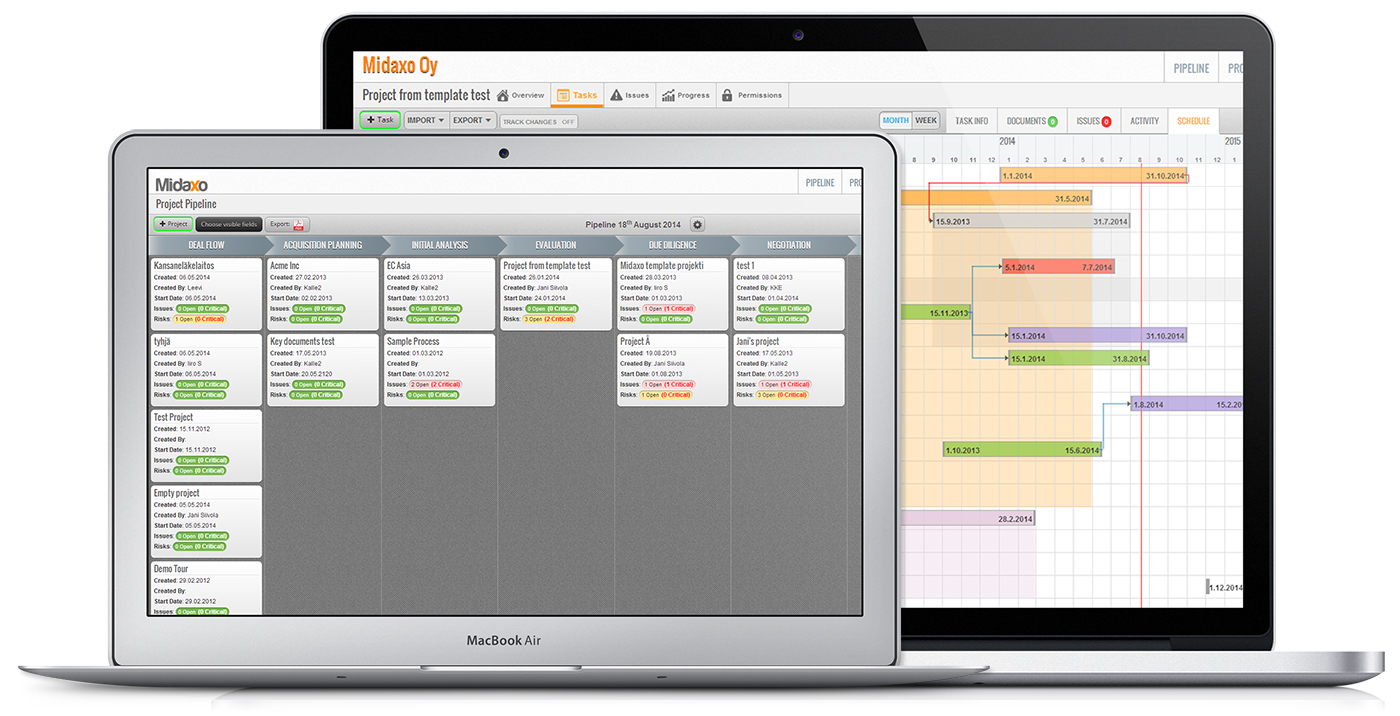 Midaxo Oy
PIPELINE PRO
Project from template test Overview Tasks Issues Progress Permissions
+ Task IMPORT EXPORT TRACK CHANGES OFF MONTH WEEK TASK INFO DOCUMENTS 0 ISSUES 0 ACTIVITY SCHEDULE
2014 2015
8 9 10 11 12 1 2 3 4 5 6 7 8 9 10 11 12 1
1.1.2014 31.10.2014
31.5.2014
15.9.2013 31.7.2014
5.1.2014 7.7.2014
15.11.2013
15.1.2014 31.10.2014
15.1.2014 31.8.2014
1.8.2014 15.2.20
1.10.2013 15.6.2014
28.2.2014
1.12.2014
Midaxo
PIPELINE PRO
Project Pipeline
+ Project Choose visible fields Export: Pipeline 18th August 2014
DEAL FLOW ACQUISITION PLANNING INITIAL ANALYSIS EVALUATION DUE DILIGENCE NEGOTIATION
Kansaneläkelaitos
Created: 06.05.2014
Created By: Leevi
Start Date: 06.05.2014
Issues: 0 Open (0 Critical)
Risks: 1 Open (0 Critical)
tyhjä
Created: 06.05.2014
Created By: Iiro S
Start Date: 06.05.2014
Issues: 0 Open (0 Critical)
Risks: 0 Open (0 Critical)
Test Project
Created: 15.11.2012
Created By:
Start Date: 15.11.2012
Issues: 0 Open (0 Critical)
Risks: 0 Open (0 Critical)
Empty project
Created: 05.05.2014
Created By: Jani Siivola
Start Date: 05.05.2014
Issues: 0 Open (0 Critical)
Risks: 0 Open (0 Critical)
Demo Tour
Created: 29.02.2012
Created By:
Start Date: 29.02.2012
Issues: 0 Open (0 Critical)
Acme Inc
Created: 27.02.2013
Created By: Kalle2
Start Date: 02.02.2013
Issues: 0 Open (0 Critical)
Risks: 0 Open (0 Critical)
Key documents test
Created: 17.05.2013
Created By: Kalle2
Start Date: 20.05.2120
Issues: 0 Open (0 Critical)
Risks: 0 Open (0 Critical)
EC Asia
Created: 26.03.2013
Created By: Kalle2
Start Date: 13.03.2013
Issues: 0 Open (0 Critical)
Risks: 0 Open (0 Critical)
Sample Process
Created: 01.03.2012
Created By:
Start Date: 01.03.2012
Issues: 2 Open (2 Critical)
Risks: 0 Open (0 Critical)
Project from template test
Created: 26.01.2014
Created By: Jani Siivola
Start Date: 24.01.2014
Issues: 0 Open (0 Critical)
Risks: 3 Open (2 Critical)
Midaxo template projekti
Created: 28.03.2013
Created By: Iiro S
Start Date: 01.03.2013
Issues: 1 Open (1 Critical)
Risks: 0 Open (0 Critical)
Project Å
Created: 19.08.2013
Created By: Jani Siivola
Start Date: 01.08.2013
Issues: 1 Open (1 Critical)
Risks: 1 Open (0 Critical)
test 1
Created: 08.04.2013
Created By: KKE
Start Date: 01.04.2014
Issues: 0 Open (0 Critical)
Risks: 0 Open (0 Critical)
Jani's project
Created: 17.05.2013
Created By: Kalle2
Start Date: 01.05.2013
Issues: 1 Open (1 Critical)
Risks: 3 Open (0 Critical)
MacBook Air